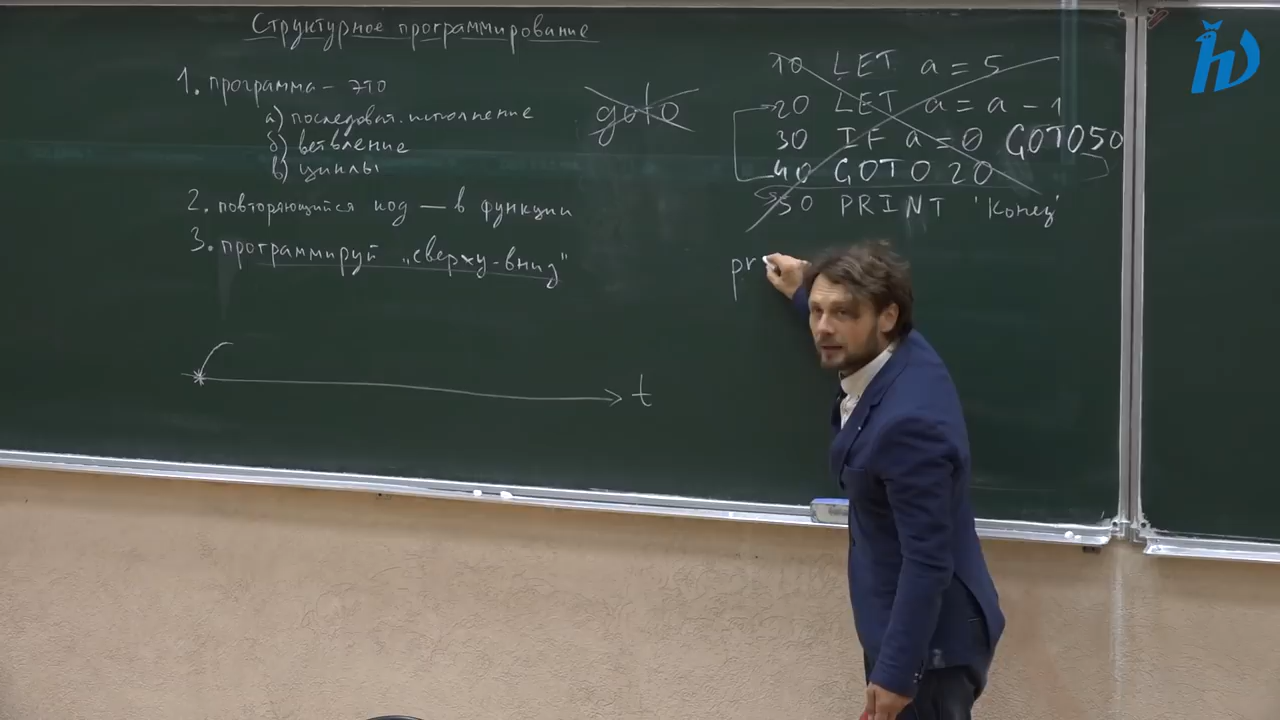 Структурное программирование
1. программа - это
а) последоват. исполнение
б) ветвление
в) циклы
2. повторяющийся код — в функции
3. программируй „сверху-вниз"
t
goto
10 LET a = 5
20 LET a = a - 1
30 IF a = 0 GOTO 50
40 GOTO 20
50 PRINT 'Конец'
pr